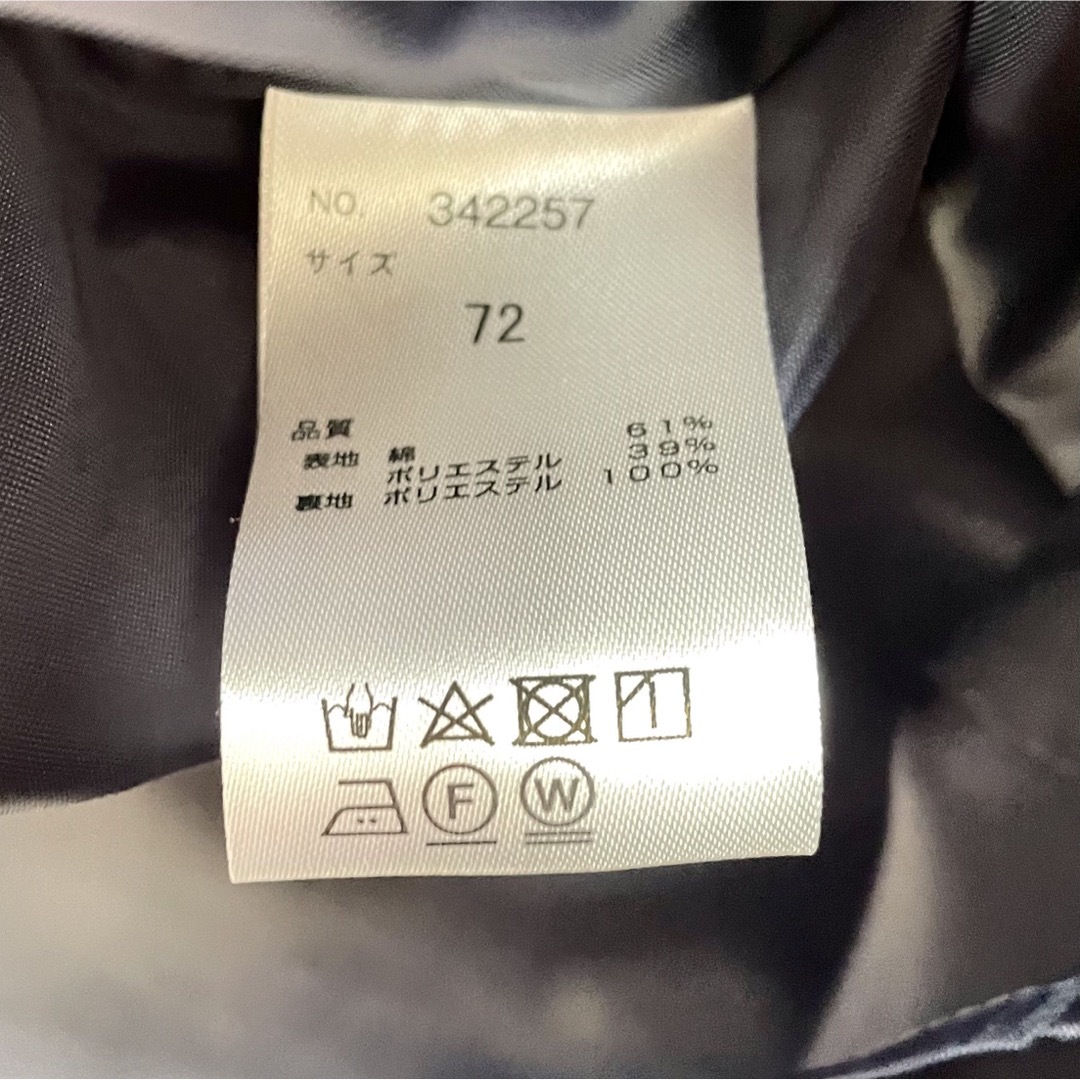 NO. 342257
サイズ
72
品質
表地 綿 61%
ポリエステル 39%
裏地 ポリエステル 100%
F W